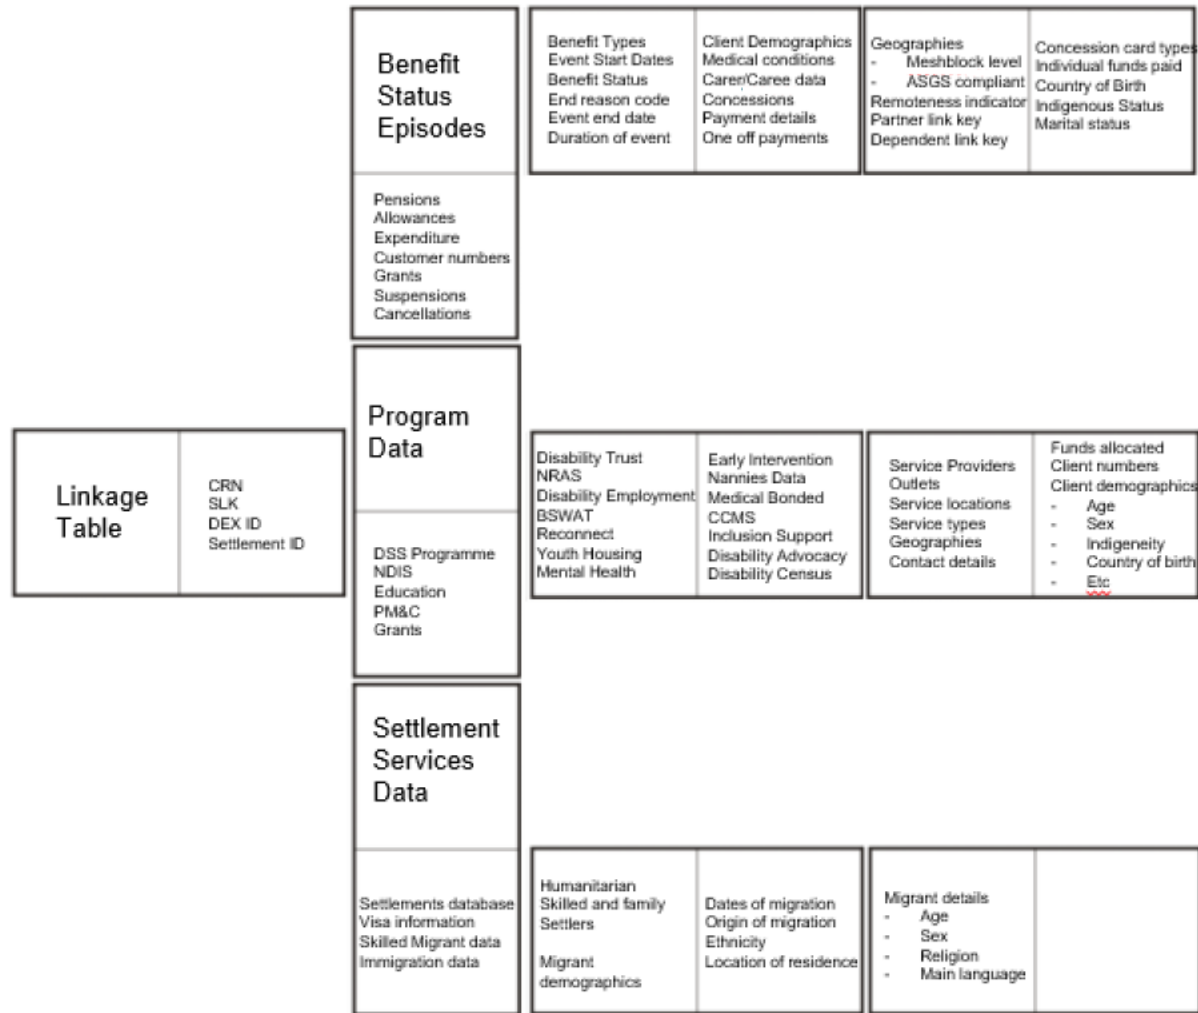 Benefit
Status
Episodes
Benefit Types
Event Start Dates
Benefit Status
End reason code
Event end date
Duration of event
Client Demographics
Medical conditions
Carer/Caree data
Concessions
Payment details
One off payments
Geographies
- Meshblock level
- ASGS compliant
Remoteness indicator
Partner link key
Dependent link key
Concession card types
Individual funds paid
Country of Birth
Indigenous Status
Marital status
Pensions
Allowances
Expenditure
Customer numbers
Grants
Suspensions
Cancellations
Linkage
Table
CRN
SLK
DEX ID
Settlement ID
Program
Data
DSS Programme
NDIS
Education
PM&C
Grants
Disability Trust
NRAS
Disability Employment
BSWAT
Reconnect
Youth Housing
Mental Health
Early Intervention
Nannies Data
Medical Bonded
CCMS
Inclusion Support
Disability Advocacy
Disability Census
Service Providers
Outlets
Service locations
Service types
Geographies
Contact details
Funds allocated
Client numbers
Client demographics
- Age
- Sex
- Indigeneity
- Country of birth
- Etc
Settlement
Services
Data
Settlements database
Visa information
Skilled Migrant data
Immigration data
Humanitarian
Skilled and family
Settlers
Migrant
demographics
Dates of migration
Origin of migration
Ethnicity
Location of residence
Migrant details
- Age
- Sex
- Religion
- Main language